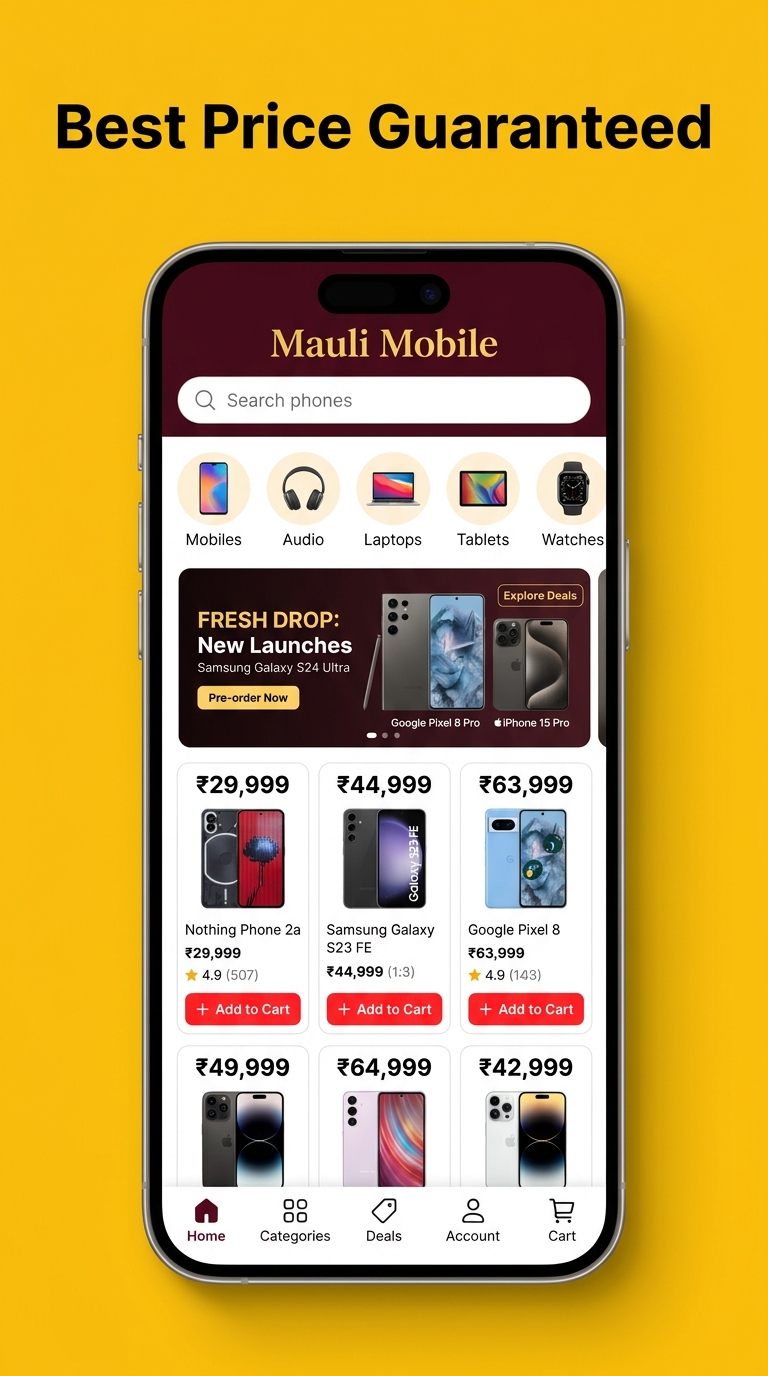 Best Price Guaranteed
Mauli Mobile
Search phones
Mobiles Audio Laptops Tablets Watches
Explore Deals
FRESH DROP:
New Launches
Samsung Galaxy S24 Ultra
Pre-order Now
Google Pixel 8 Pro iPhone 15 Pro
₹29,999 ₹44,999 ₹63,999
Galaxy S23 FE
Nothing Phone 2a
₹29,999
4.9 (507)
+ Add to Cart
Samsung Galaxy
S23 FE
₹44,999 (1:3)
+ Add to Cart
Google Pixel 8
₹63,999
4.9 (143)
+ Add to Cart
₹49,999 ₹64,999 ₹42,999
Home Categories Deals Account Cart